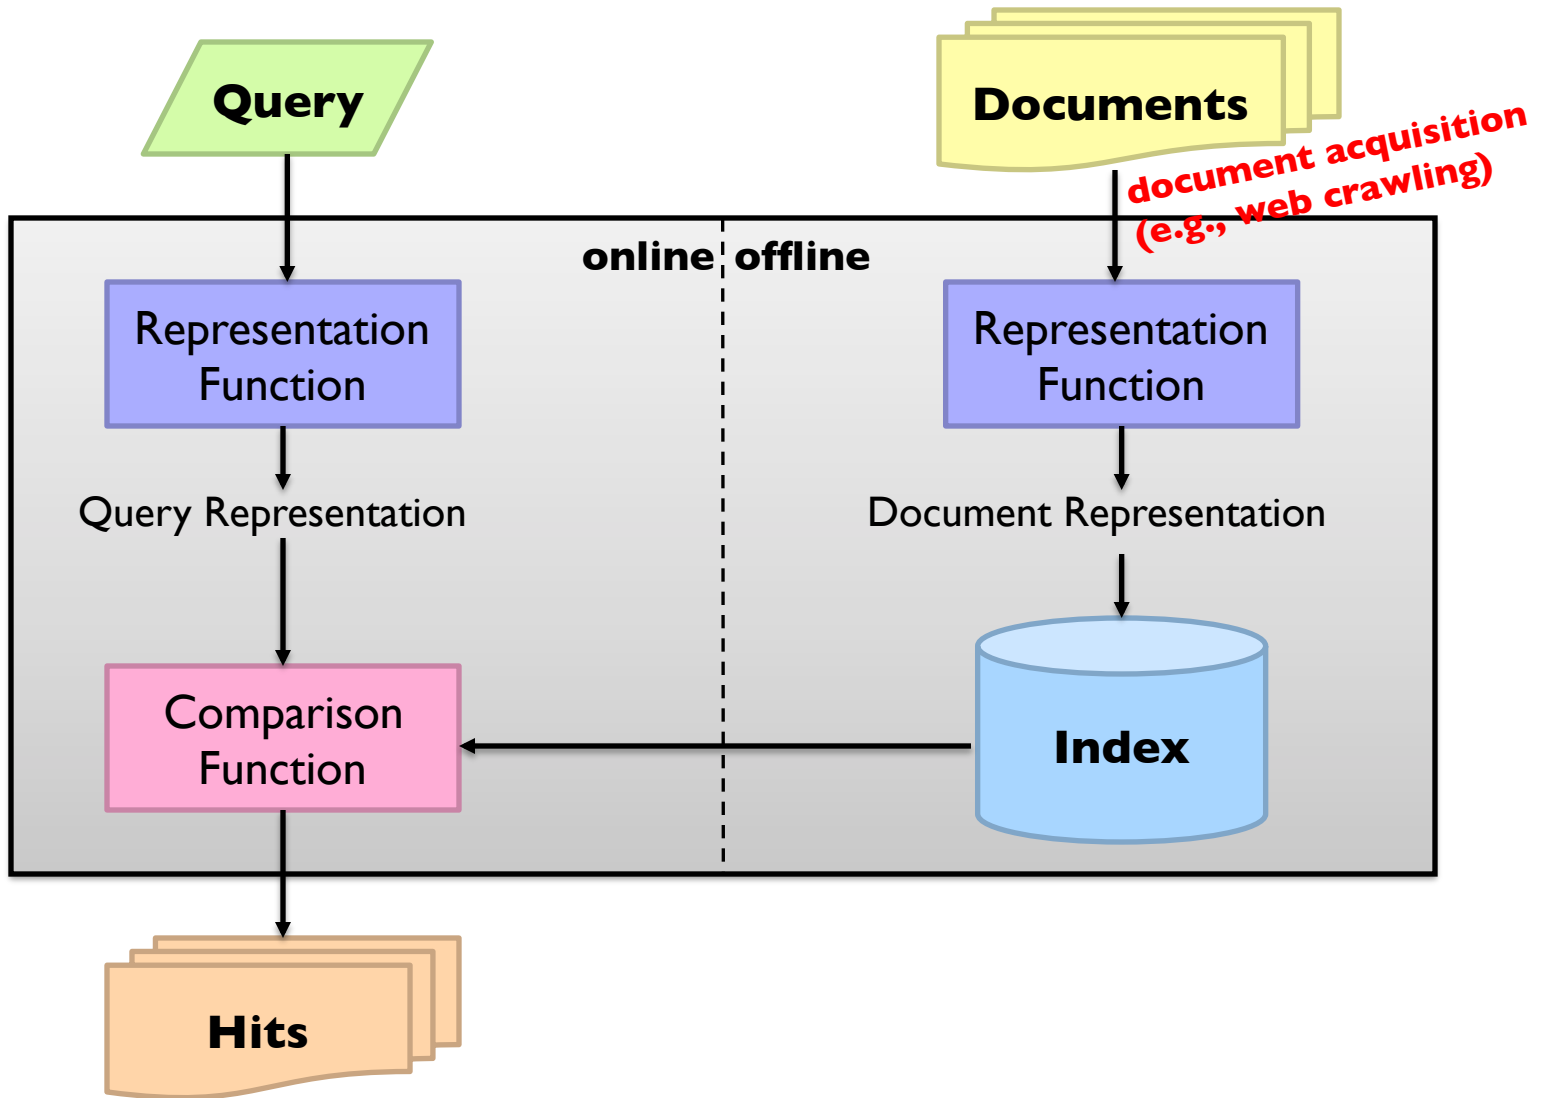 Query
Documents
document acquisition
(e.g., web crawling)
online
offline
Representation
Function
Representation
Function
Query Representation
Document Representation
Comparison
Function
Index
Hits